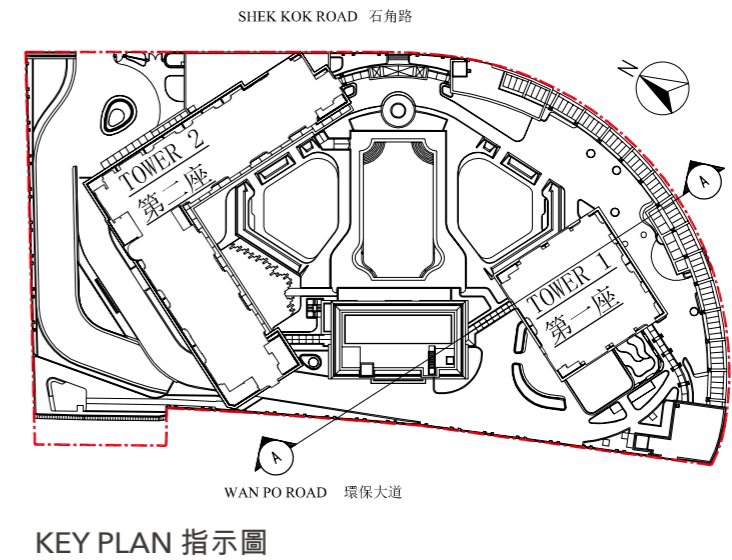 SHEK KOK ROAD 石角路
N
TOWER 2
第二座
A
TOWER 1
第一座
A
WAN PO ROAD 環保大道
KEY PLAN 指示圖